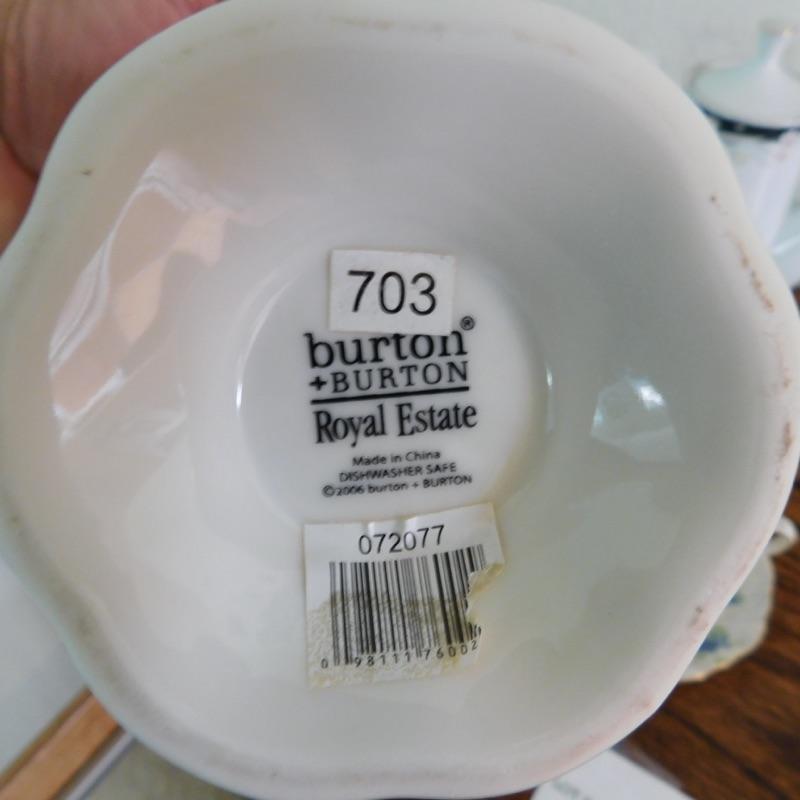 703
burton®
+BURTON
Royal Estate
Made in China
DISHWASHER SAFE
©2006 burton + BURTON
072077
0 98111 76002